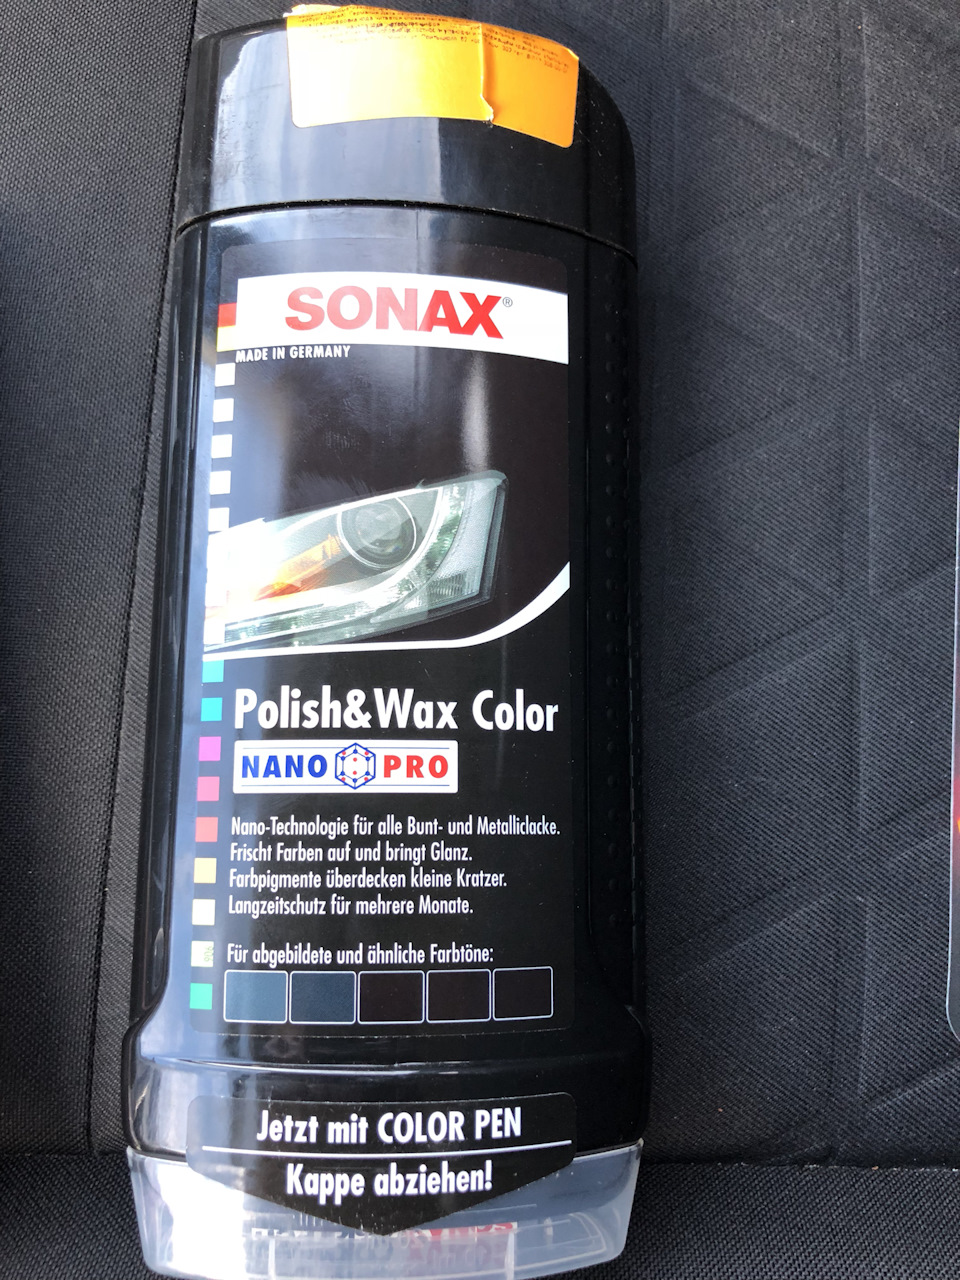 SONAX®
MADE IN GERMANY
Polish&Wax Color
NANO PRO
Nano-Technologie für alle Bunt- und Metalliclacke.
Frischt Farben auf und bringt Glanz.
Farbpigmente überdecken kleine Kratzer.
Langzeitschutz für mehrere Monate.
Für abgebildete und ähnliche Farbtöne:
Jetzt mit COLOR PEN
Kappe abziehen!